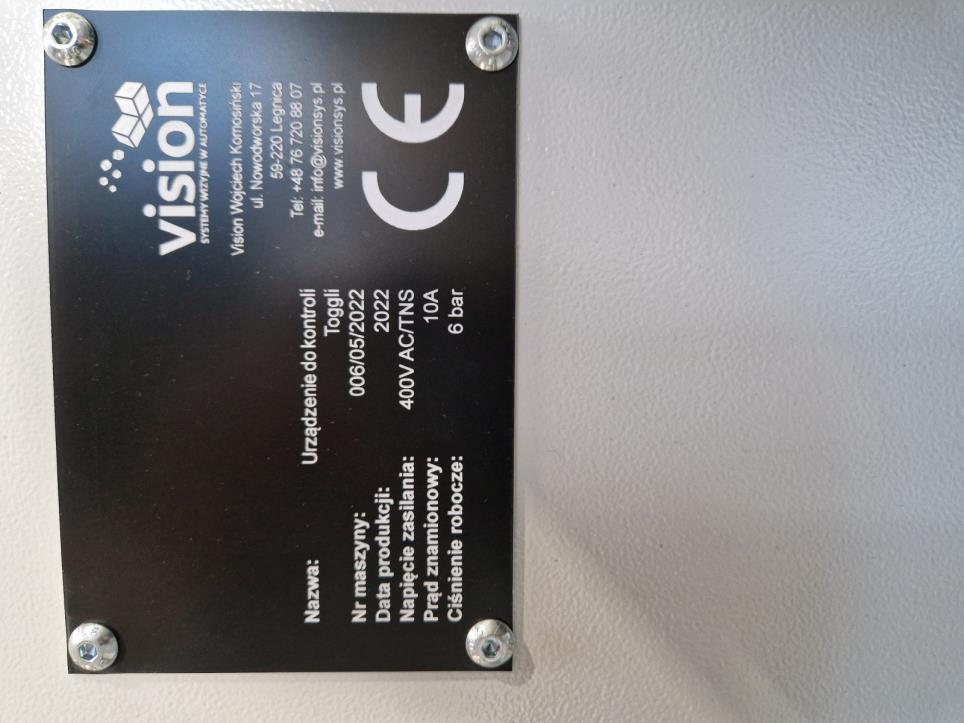 vision
SYSTEMY WIZYJNE W AUTOMATYCE
Vision Wojciech Komosiński
ul. Nowodworska 17
59-220 Legnica
Tel: +48 76 720 88 07
e-mail: info@visionsys.pl
www.visionsys.pl
CE
Nazwa: Urządzenie do kontroli
Toggli
Nr maszyny: 006/05/2022
Data produkcji: 2022
Napięcie zasilania: 400V AC/TNS
Prąd znamionowy: 10A
Ciśnienie robocze: 6 bar